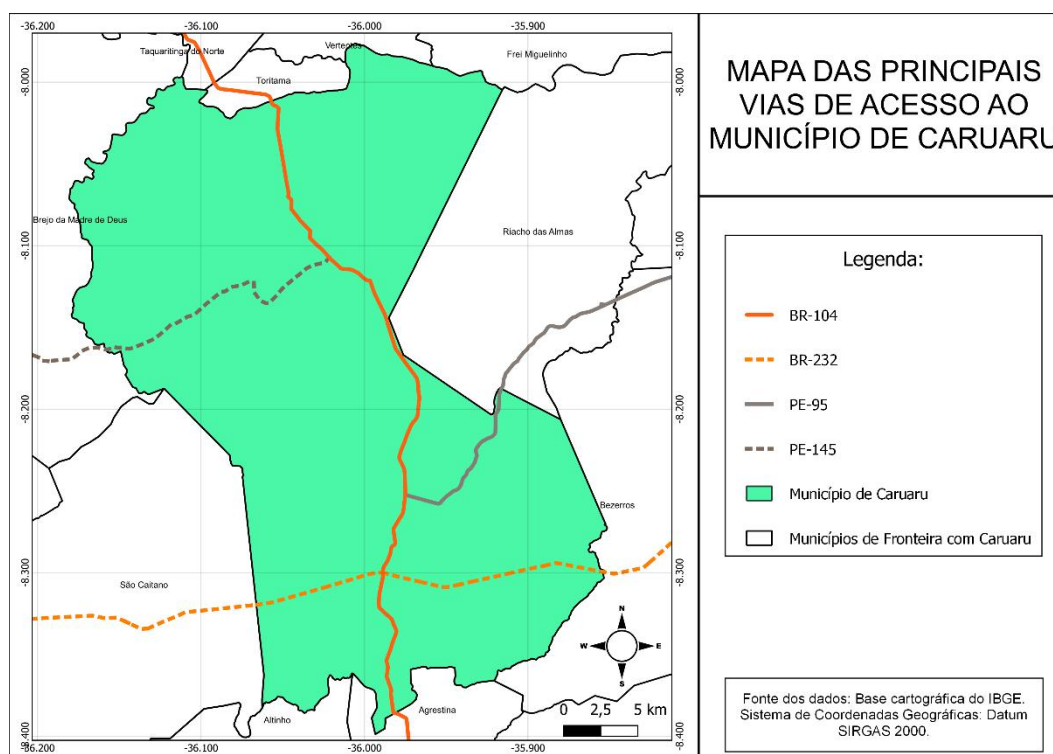 -36.200
-36.100
-36.000
-35.900
Taquaritinga do Norte
Vertentes
Frei Miguelinho
Toritama
-8.000
-8.000
Brejo da Madre de Deus
Riacho das Almas
-8.100
-8.100
-8.200
-8.200
Bezerros
São Caitano
-8.300
-8.300
N
W
E
S
Altinho
Agrestina
0 2,5 5 km
-8.400
-8.400
-36.200
-36.100
-36.000
-35.900
MAPA DAS PRINCIPAIS
VIAS DE ACESSO AO
MUNICÍPIO DE CARUARU
Legenda:
BR-104
BR-232
PE-95
PE-145
Município de Caruaru
Municípios de Fronteira com Caruaru
Fonte dos dados: Base cartográfica do IBGE.
Sistema de Coordenadas Geográficas: Datum
SIRGAS 2000.